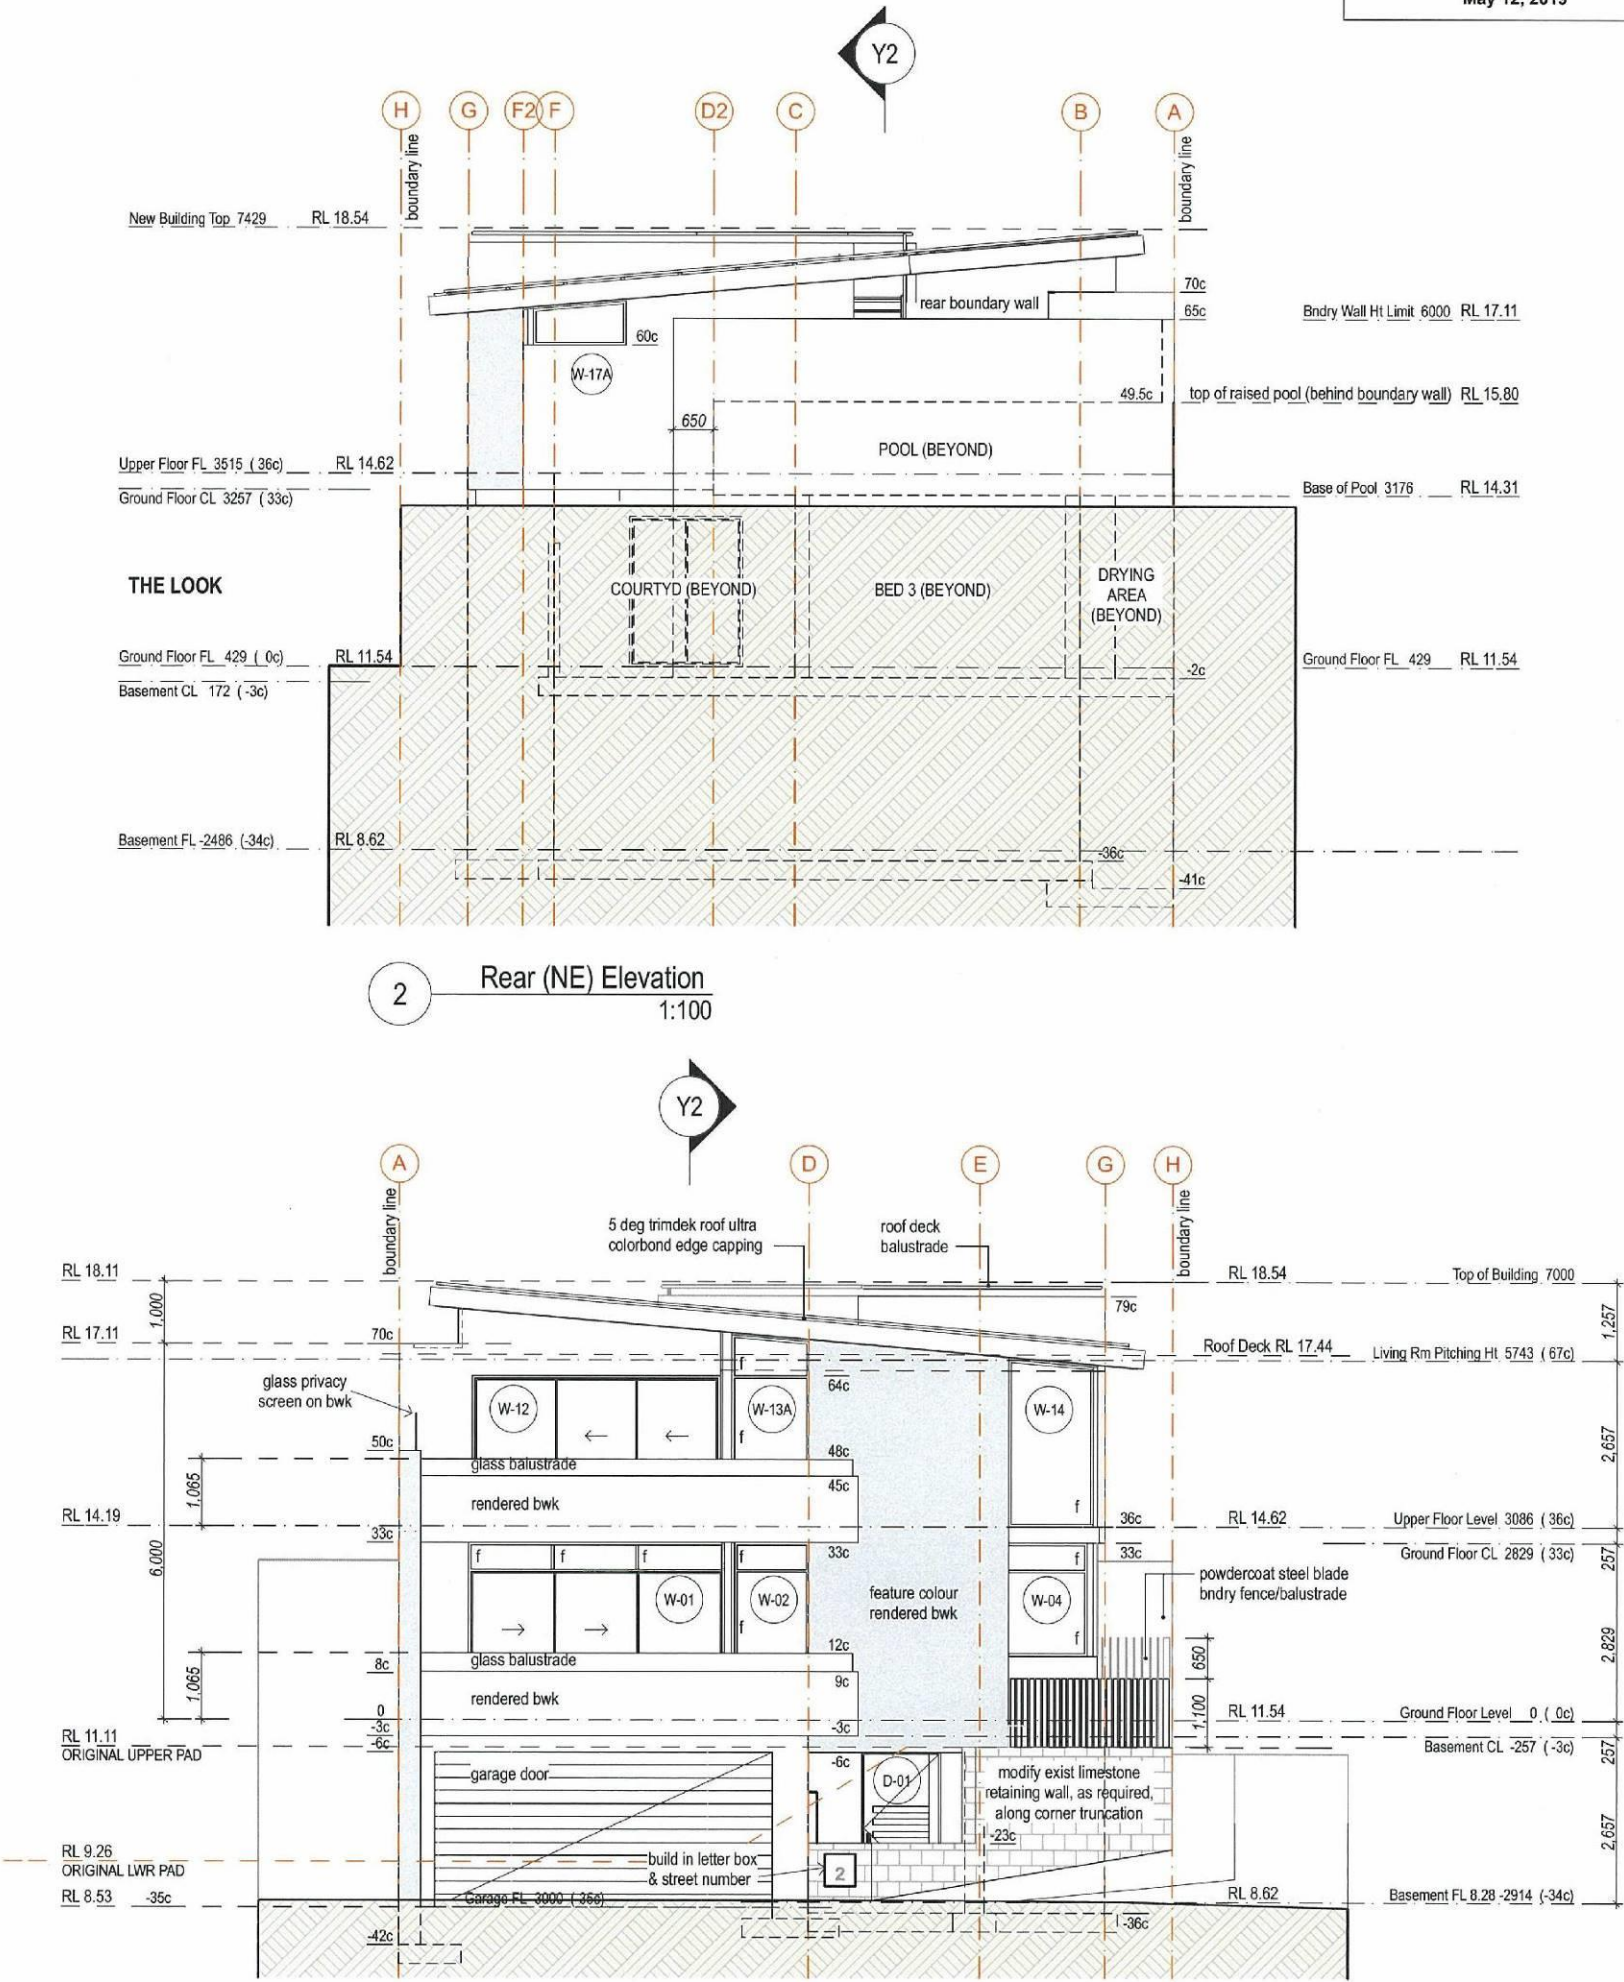 May 12, 2015
Y2
H G F2 F D2 C B A
boundary line
boundary line
New Building Top 7429 RL 18.54
70c
rear boundary wall
65c
Bndry Wall Ht Limit 6000 RL 17.11
60c
W-17A
49.5c
top of raised pool (behind boundary wall) RL 15.80
650
POOL (BEYOND)
Upper Floor FL 3515 ( 36c) RL 14.62
Ground Floor CL 3257 ( 33c)
Base of Pool 3176 RL 14.31
THE LOOK
COURTYD (BEYOND)
BED 3 (BEYOND)
DRYING
AREA
(BEYOND)
Ground Floor FL 429 ( 0c) RL 11.54
Ground Floor FL 429 RL 11.54
-2c
Basement CL 172 ( -3c)
Basement FL -2486 (-34c) RL 8.62
-36c
-41c
2 Rear (NE) Elevation
1:100
Y2
A D E G H
boundary line
boundary line
5 deg trimdek roof ultra
colorbond edge capping
roof deck
balustrade
RL 18.11
RL 18.54 Top of Building 7000
1,000
79c
1,257
RL 17.11
70c
Roof Deck RL 17.44 Living Rm Pitching Ht 5743 ( 67c)
f
glass privacy
screen on bwk
64c
W-12
W-13A
W-14
f
50c
48c
2,657
glass balustrade
45c
1,065
rendered bwk
f
RL 14.19
36c RL 14.62 Upper Floor Level 3086 ( 36c)
33c
f f f f
33c
f
33c
Ground Floor CL 2829 ( 33c)
257
6,000
powdercoat steel blade
bndry fence/balustrade
W-01
W-02
feature colour
rendered bwk
W-04
f
f
12c
2,829
8c
glass balustrade
650
9c
1,065
rendered bwk
1,100
0
RL 11.54 Ground Floor Level 0 ( 0c)
-3c
-3c
RL 11.11
-6c
ORIGINAL UPPER PAD
Basement CL -257 (-3c)
257
-6c
garage door
D-01
modify exist limestone
retaining wall, as required,
along corner truncation
-23c
2,657
RL 9.26
ORIGINAL LWR PAD
build in letter box
& street number
2
RL 8.53 -35c
Garage FL -3000 (-35c)
RL 8.62 Basement FL 8.28 -2914 (-34c)
-36c
-42c